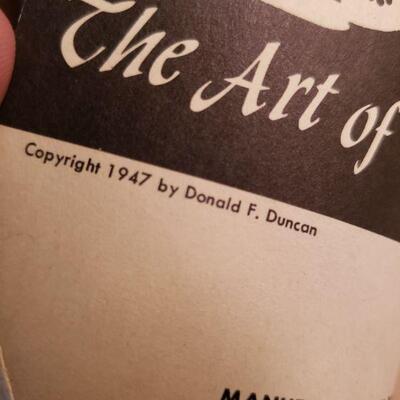 The Art of
Copyright 1947 by Donald F. Duncan